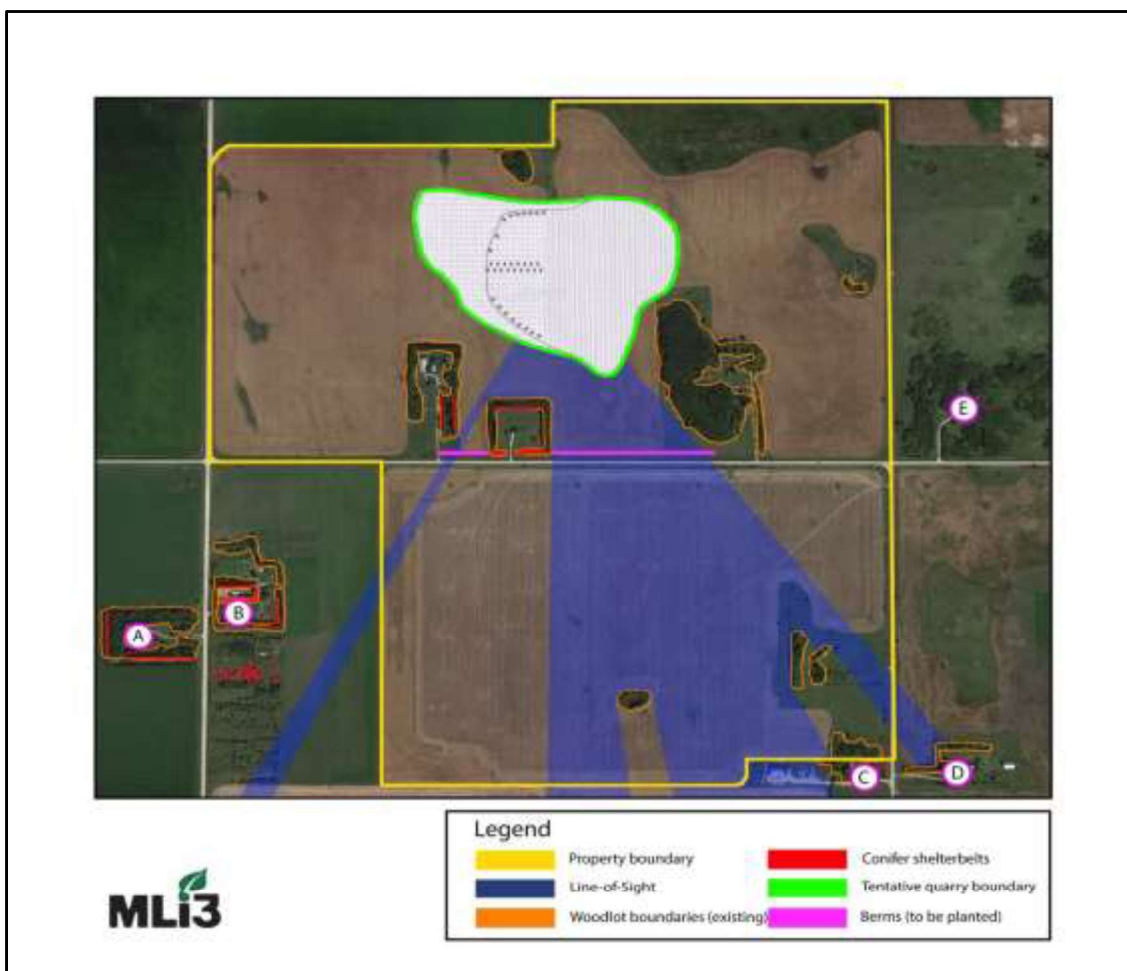 E
B
A
C
D
Legend
Property boundary
Conifer shelterbelts
Line-of-Sight
Tentative quarry boundary
Woodlot boundaries (existing)
Berms (to be planted)
MLi3